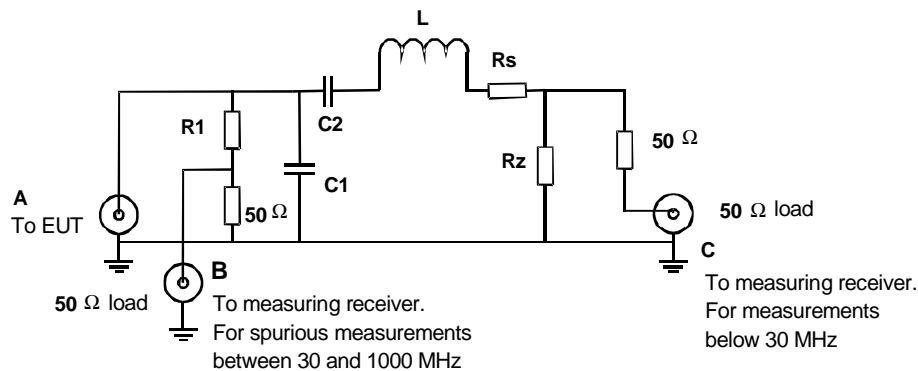 L
Rs
R1
C2
50 Ω
Rz
C1
A
To EUT
50 Ω
50 Ω load
B
C
50 Ω load
To measuring receiver.
For spurious measurements
between 30 and 1000 MHz
To measuring receiver.
For measurements
below 30 MHz